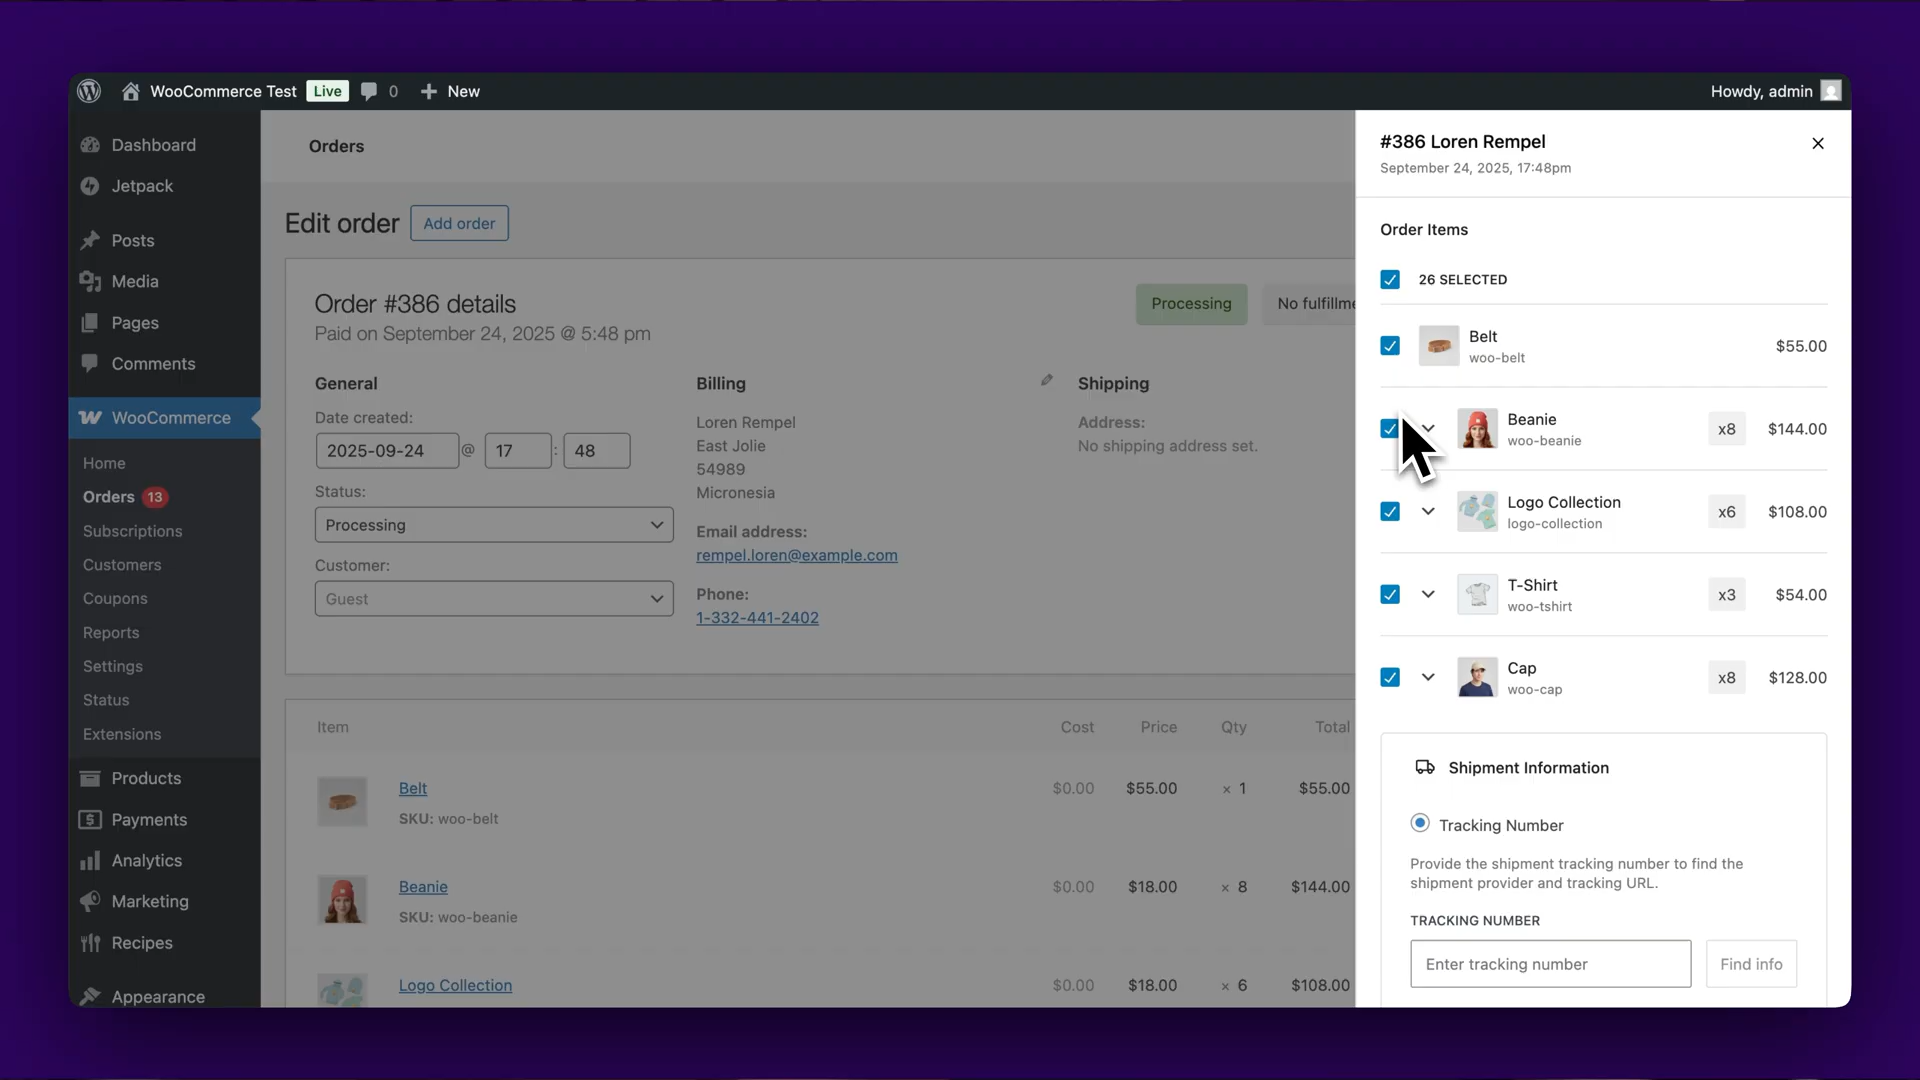 WooCommerce Test Live 0 New Howdy, admin
Dashboard
Jetpack
Posts
Media
Pages
Comments
WooCommerce
Home
Orders 13
Subscriptions
Customers
Coupons
Reports
Settings
Status
Extensions
Products
Payments
Analytics
Marketing
Recipes
Appearance
Orders
Edit order Add order
Order #386 details
Paid on September 24, 2025 @ 5:48 pm
Processing
No fulfillme
General
Date created:
2025-09-24 @ 17 : 48
Status:
Processing
Customer:
Guest
Billing
Loren Rempel
East Jolie
54989
Micronesia
Email address:
rempel.loren@example.com
Phone:
1-332-441-2402
Shipping
Address:
No shipping address set.
Item Cost Price Qty Total
Belt $0.00 $55.00 × 1 $55.00
SKU: woo-belt
Beanie $0.00 $18.00 × 8 $144.00
SKU: woo-beanie
Logo Collection $0.00 $18.00 × 6 $108.00
#386 Loren Rempel
September 24, 2025, 17:48pm
Order Items
26 SELECTED
Belt $55.00
woo-belt
Beanie x8 $144.00
woo-beanie
Logo Collection x6 $108.00
logo-collection
T-Shirt x3 $54.00
woo-tshirt
Cap x8 $128.00
woo-cap
Shipment Information
Tracking Number
Provide the shipment tracking number to find the
shipment provider and tracking URL.
TRACKING NUMBER
Enter tracking number Find info